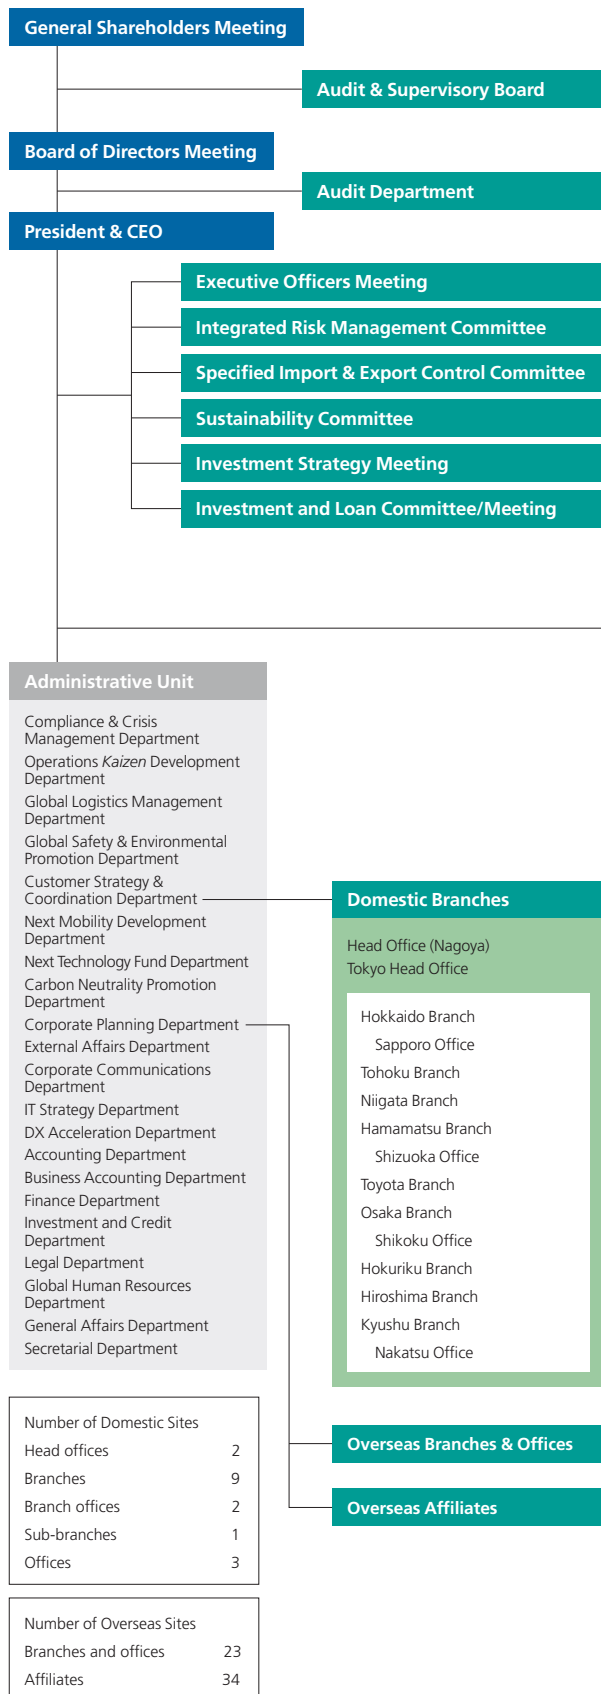 General Shareholders Meeting
Audit & Supervisory Board
Board of Directors Meeting
Audit Department
President & CEO
Executive Officers Meeting
Integrated Risk Management Committee
Specified Import & Export Control Committee
Sustainability Committee
Investment Strategy Meeting
Investment and Loan Committee/Meeting
Administrative Unit
Compliance & Crisis
Management Department
Operations Kaizen Development
Department
Global Logistics Management
Department
Global Safety & Environmental
Promotion Department
Customer Strategy &
Coordination Department
Next Mobility Development
Department
Next Technology Fund Department
Carbon Neutrality Promotion
Department
Corporate Planning Department
External Affairs Department
Corporate Communications
Department
IT Strategy Department
DX Acceleration Department
Accounting Department
Business Accounting Department
Finance Department
Investment and Credit
Department
Legal Department
Global Human Resources
Department
General Affairs Department
Secretarial Department
Domestic Branches
Head Office (Nagoya)
Tokyo Head Office
Hokkaido Branch
Sapporo Office
Tohoku Branch
Niigata Branch
Hamamatsu Branch
Shizuoka Office
Toyota Branch
Osaka Branch
Shikoku Office
Hokuriku Branch
Hiroshima Branch
Kyushu Branch
Nakatsu Office
Overseas Branches & Offices
Overseas Affiliates
Number of Domestic Sites
Head offices 2
Branches 9
Branch offices 2
Sub-branches 1
Offices 3
Number of Overseas Sites
Branches and offices 23
Affiliates 34